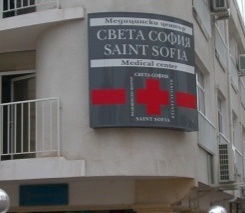 Медицински център
СВЕТА СОФИЯ
SAINT SOFIA
Medical center
СВЕТА СОФИЯ
SAINT SOFIA